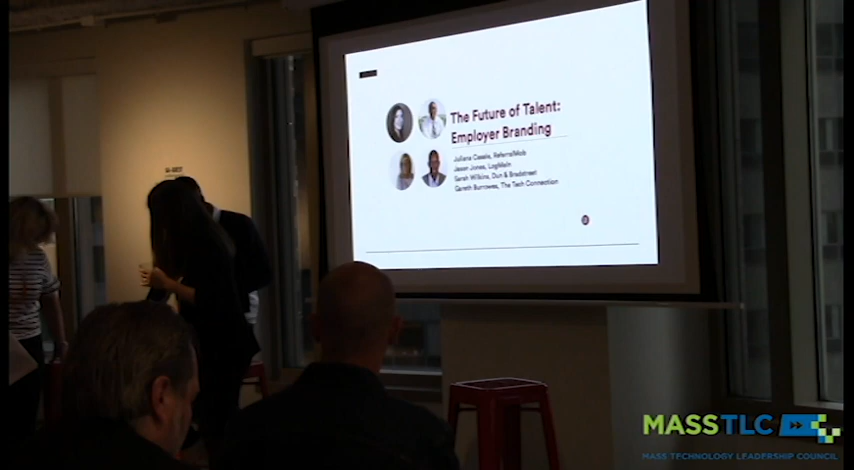 The Future of Talent:
Employer Branding
Juliana Casale, ReferralMob
Jason Jones, LogMeIn
Sarah Wilkins, Dun & Bradstreet
Gareth Burrowes, The Tech Connection
MASSTLC
MASS TECHNOLOGY LEADERSHIP COUNCIL